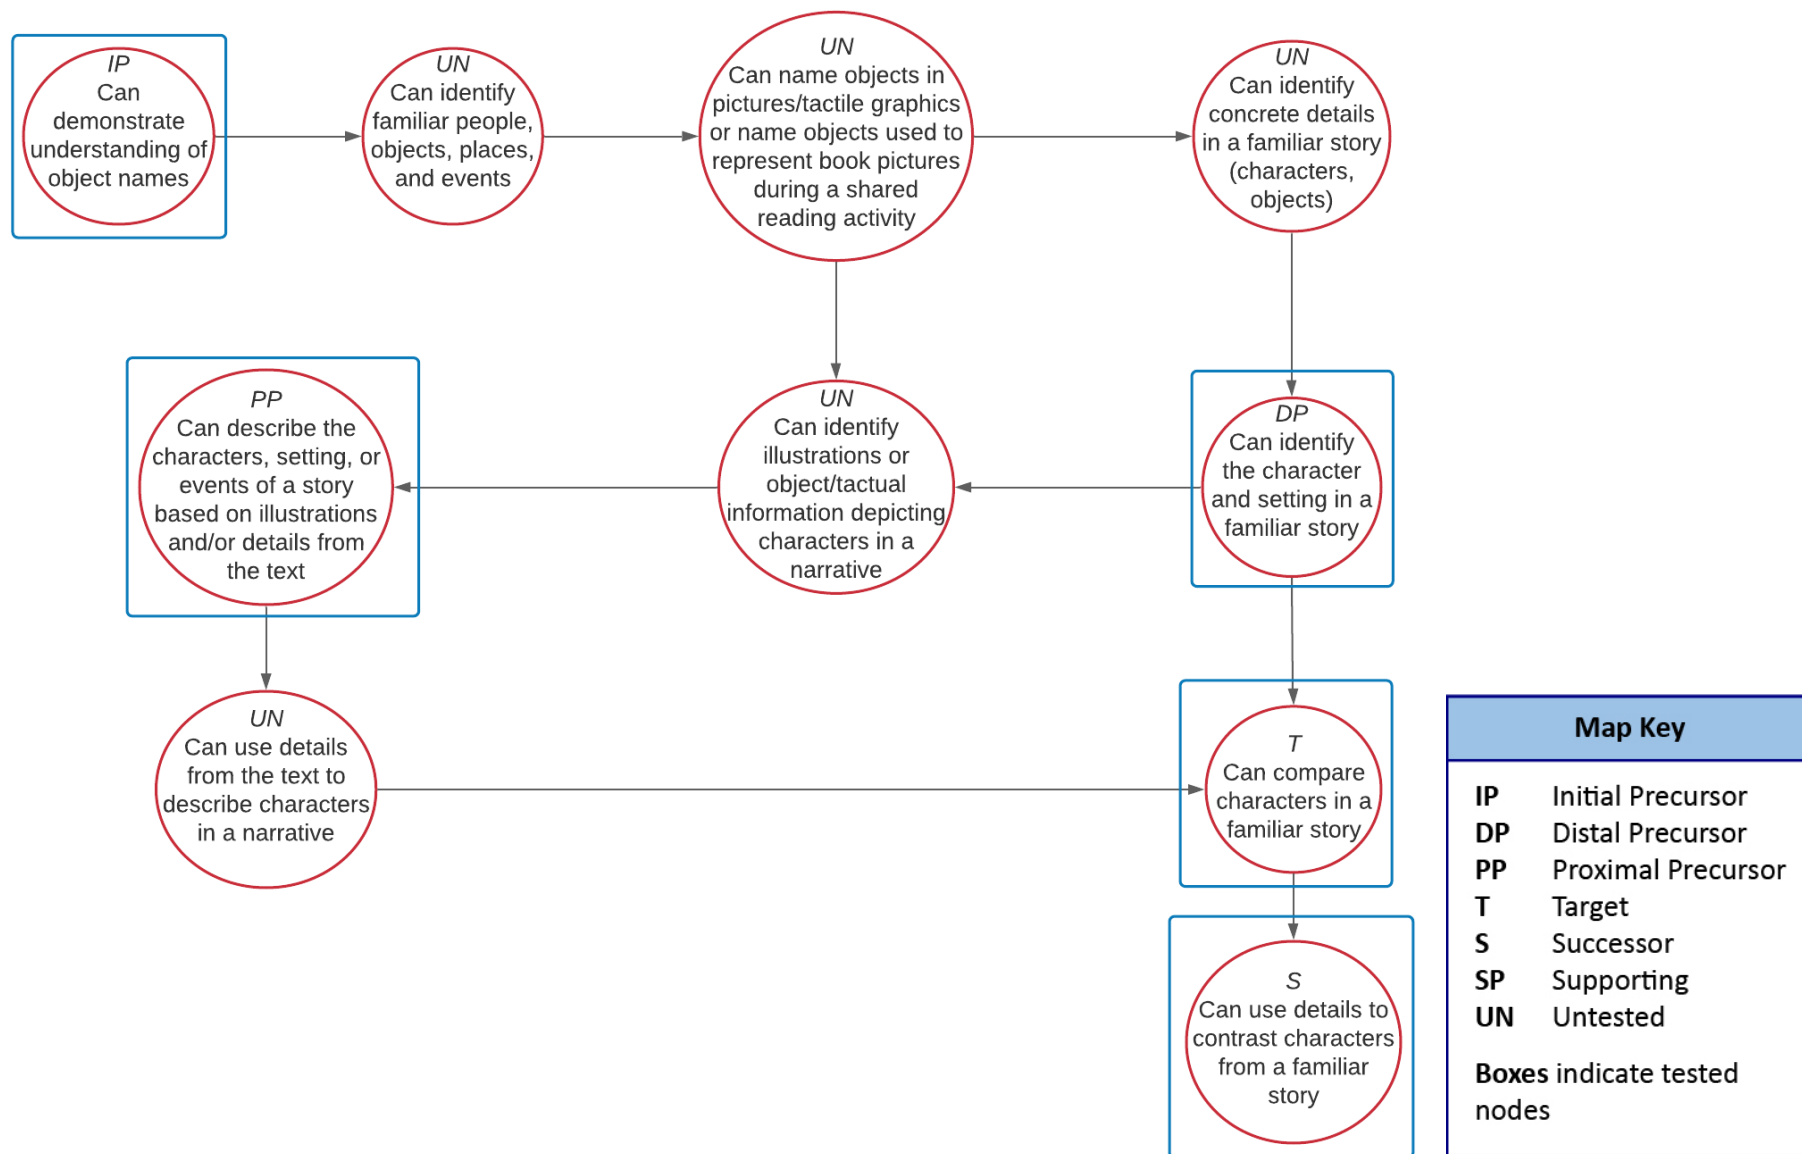 IP
Can
demonstrate
understanding of
object names
UN
Can identify
familiar people,
objects, places,
and events
UN
Can name objects in
pictures/tactile graphics
or name objects used to
represent book pictures
during a shared
reading activity
UN
Can identify
concrete details
in a familiar story
(characters,
objects)
PP
Can describe the
characters, setting, or
events of a story
based on illustrations
and/or details from
the text
UN
Can identify
illustrations or
object/tactual
information depicting
characters in a
narrative
DP
Can identify
the character
and setting in a
familiar story
UN
Can use details
from the text to
describe characters
in a narrative
T
Can compare
characters in a
familiar story
S
Can use details to
contrast characters
from a familiar
story
Map Key
IP Initial Precursor
DP Distal Precursor
PP Proximal Precursor
T Target
S Successor
SP Supporting
UN Untested
Boxes indicate tested
nodes